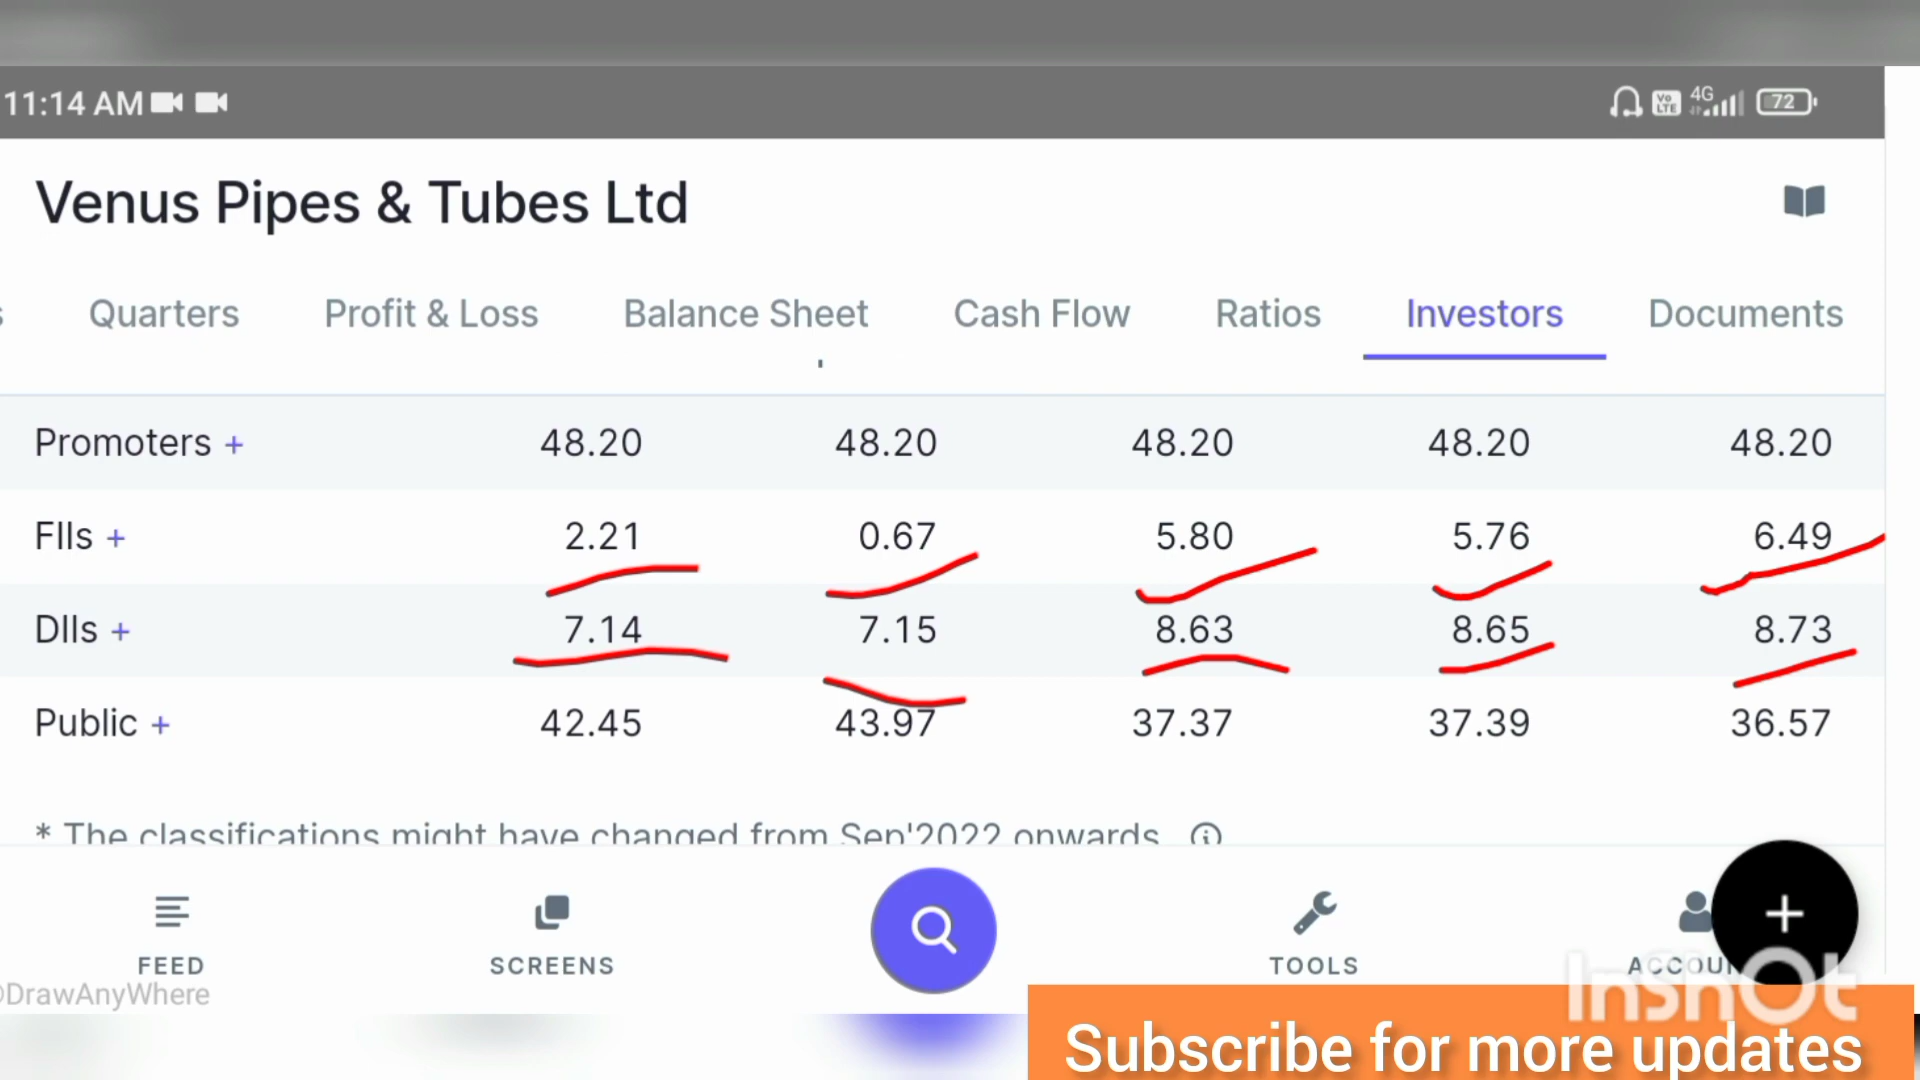 11:14 AM
Vo LTE 4G 72
Venus Pipes & Tubes Ltd
s Quarters Profit & Loss Balance Sheet Cash Flow Ratios Investors Documents
Promoters + 48.20 48.20 48.20 48.20 48.20
FIIs + 2.21 0.67 5.80 5.76 6.49
DIIs + 7.14 7.15 8.63 8.65 8.73
Public + 42.45 43.97 37.37 37.39 36.57
* The classifications might have changed from Sep'2022 onwards.
FEED SCREENS TOOLS ACCOUN
©DrawAnyWhere
InShOt
Subscribe for more updates